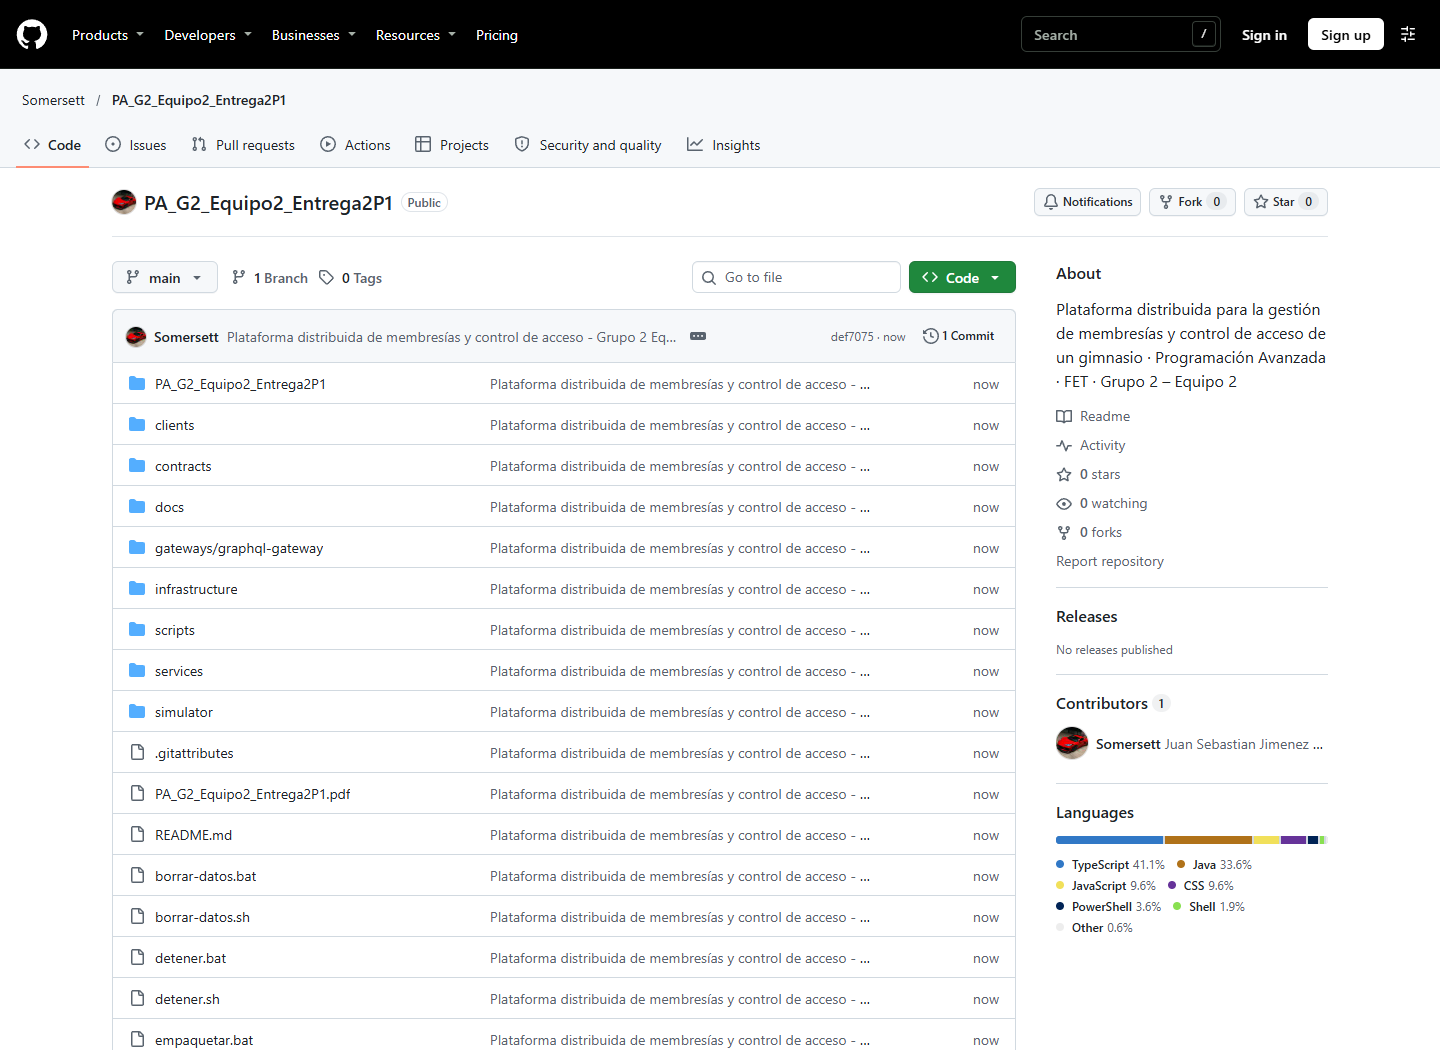 Products Developers Businesses Resources Pricing Search / Sign in Sign up
Somersett / PA_G2_Equipo2_Entrega2P1
Code Issues Pull requests Actions Projects Security and quality Insights
PA_G2_Equipo2_Entrega2P1 Public Notifications Fork 0 Star 0
main 1 Branch 0 Tags Go to file Code
Somersett Plataforma distribuida de membresías y control de acceso - Grupo 2 Eq... def7075 · now 1 Commit
PA_G2_Equipo2_Entrega2P1 Plataforma distribuida de membresías y control de acceso - ... now
clients Plataforma distribuida de membresías y control de acceso - ... now
contracts Plataforma distribuida de membresías y control de acceso - ... now
docs Plataforma distribuida de membresías y control de acceso - ... now
gateways/graphql-gateway Plataforma distribuida de membresías y control de acceso - ... now
infrastructure Plataforma distribuida de membresías y control de acceso - ... now
scripts Plataforma distribuida de membresías y control de acceso - ... now
services Plataforma distribuida de membresías y control de acceso - ... now
simulator Plataforma distribuida de membresías y control de acceso - ... now
.gitattributes Plataforma distribuida de membresías y control de acceso - ... now
PA_G2_Equipo2_Entrega2P1.pdf Plataforma distribuida de membresías y control de acceso - ... now
README.md Plataforma distribuida de membresías y control de acceso - ... now
borrar-datos.bat Plataforma distribuida de membresías y control de acceso - ... now
borrar-datos.sh Plataforma distribuida de membresías y control de acceso - ... now
detener.bat Plataforma distribuida de membresías y control de acceso - ... now
detener.sh Plataforma distribuida de membresías y control de acceso - ... now
empaquetar.bat Plataforma distribuida de membresías y control de acceso - ... now
About
Plataforma distribuida para la gestión
de membresías y control de acceso de
un gimnasio · Programación Avanzada
· FET · Grupo 2 – Equipo 2
Readme
Activity
0 stars
0 watching
0 forks
Report repository
Releases
No releases published
Contributors 1
Somersett Juan Sebastian Jimenez ...
Languages
TypeScript 41.1% Java 33.6%
JavaScript 9.6% CSS 9.6%
PowerShell 3.6% Shell 1.9%
Other 0.6%